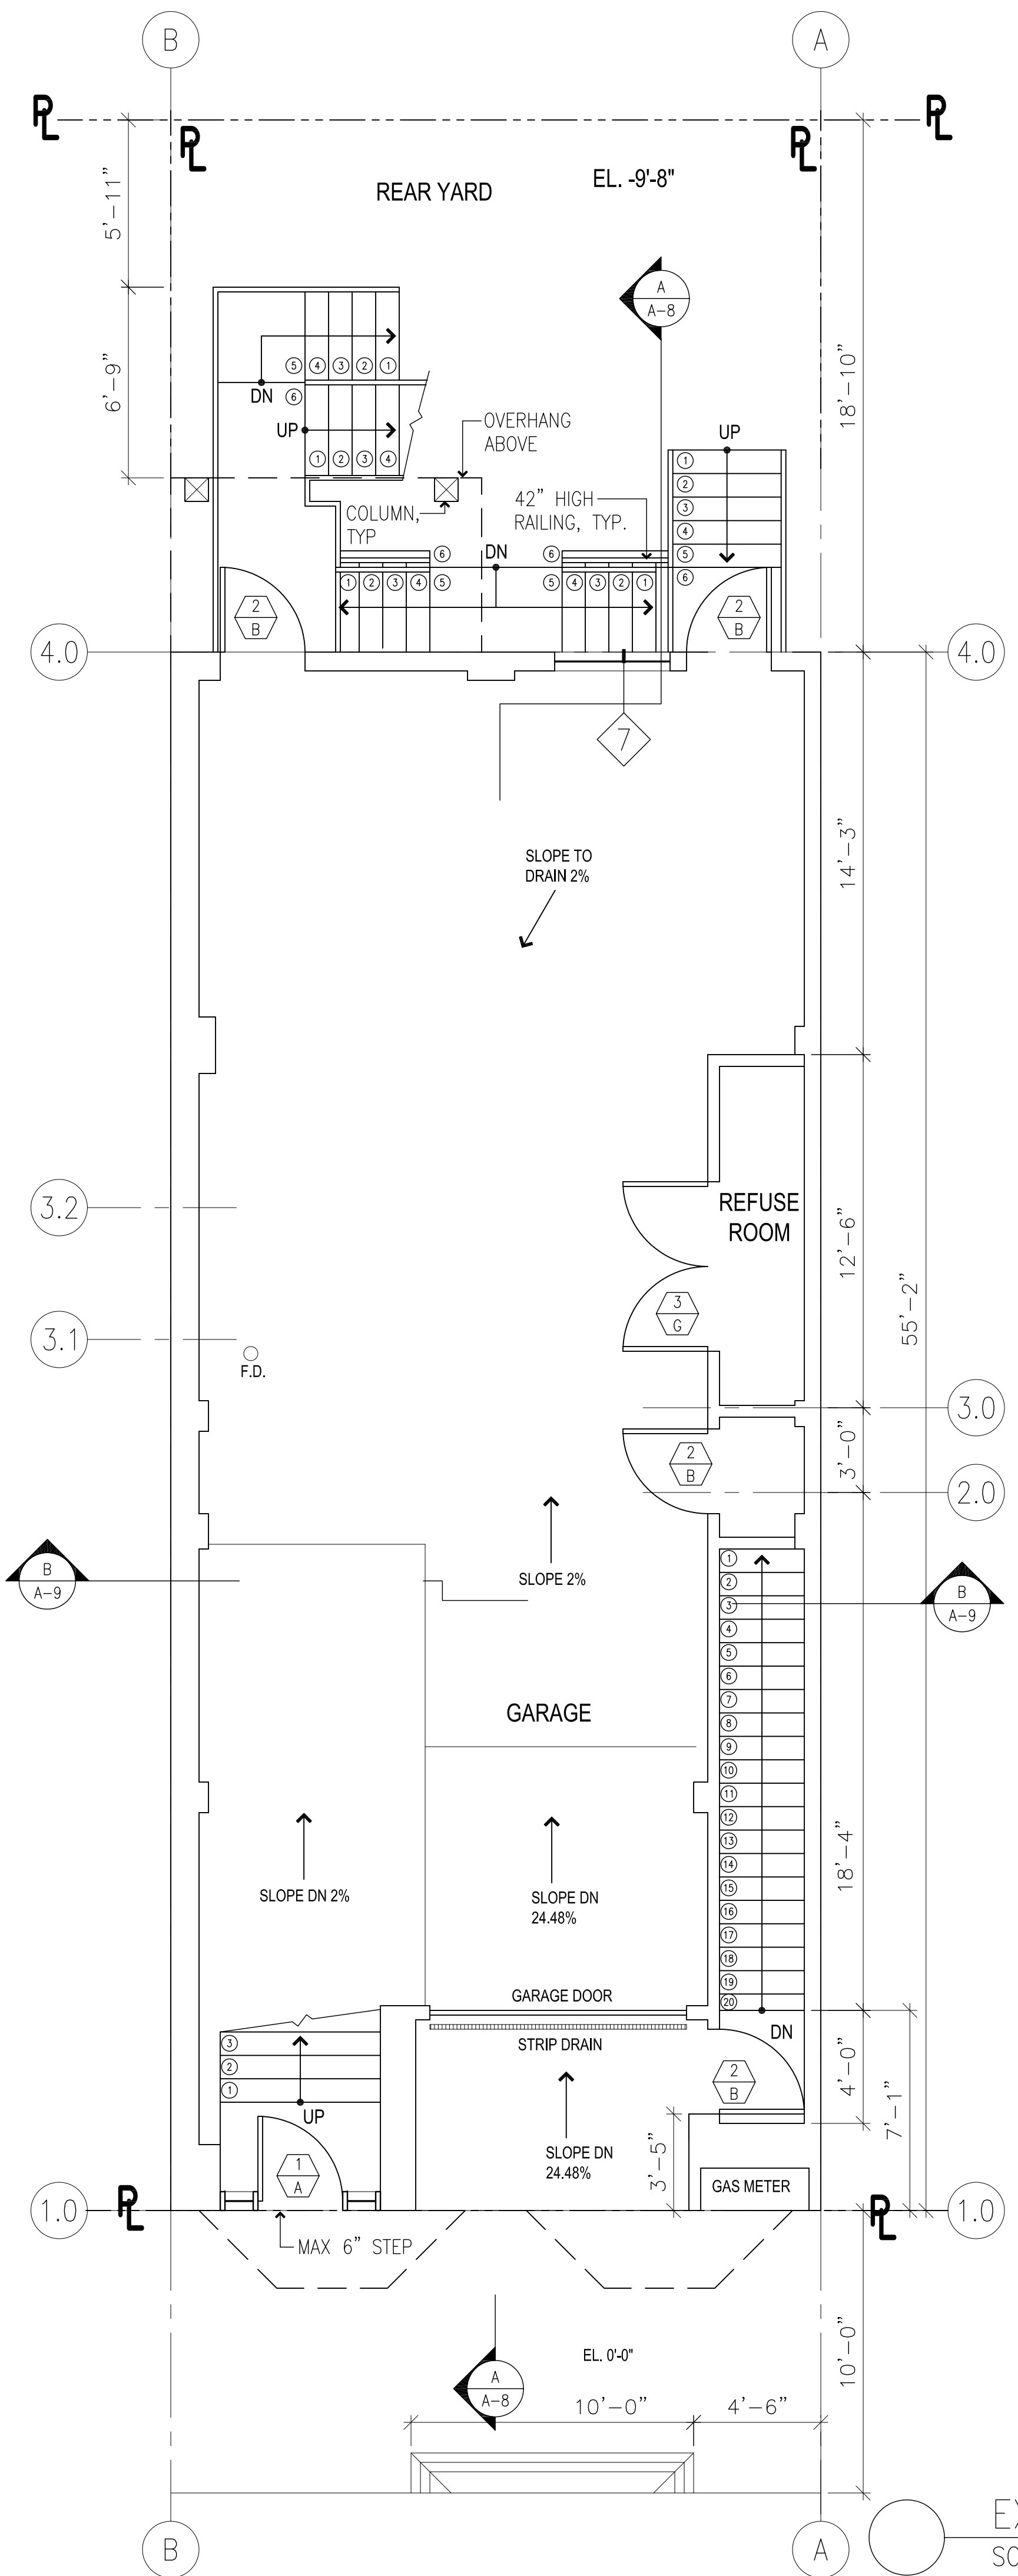 B
A
PL
PL
PL
PL
REAR YARD
EL. -9'-8"
5'-11"
6'-9"
18'-10"
A
A-8
5
4
3
2
1
DN
6
UP
1
2
3
4
OVERHANG
ABOVE
COLUMN,
TYP
42" HIGH
RAILING, TYP.
UP
1
2
3
4
5
6
6
DN
6
1
2
3
4
5
5
4
3
2
1
2
B
2
B
4.0
4.0
7
14'-3"
SLOPE TO
DRAIN 2%
3.2
REFUSE
ROOM
12'-6"
55'-2"
3
G
3.1
F.D.
3.0
3'-0"
2
B
2.0
B
A-9
SLOPE 2%
1
2
3
4
5
6
7
8
9
10
11
12
13
14
15
16
17
18
19
20
B
A-9
GARAGE
18'-4"
SLOPE DN 2%
SLOPE DN
24.48%
GARAGE DOOR
STRIP DRAIN
DN
3
2
1
UP
2
B
4'-0"
7'-1"
3'-5"
SLOPE DN
24.48%
1
A
GAS METER
1.0
PL
PL
1.0
MAX 6" STEP
10'-0"
EL. 0'-0"
A
A-8
10'-0"
4'-6"
B
A
EX
SC